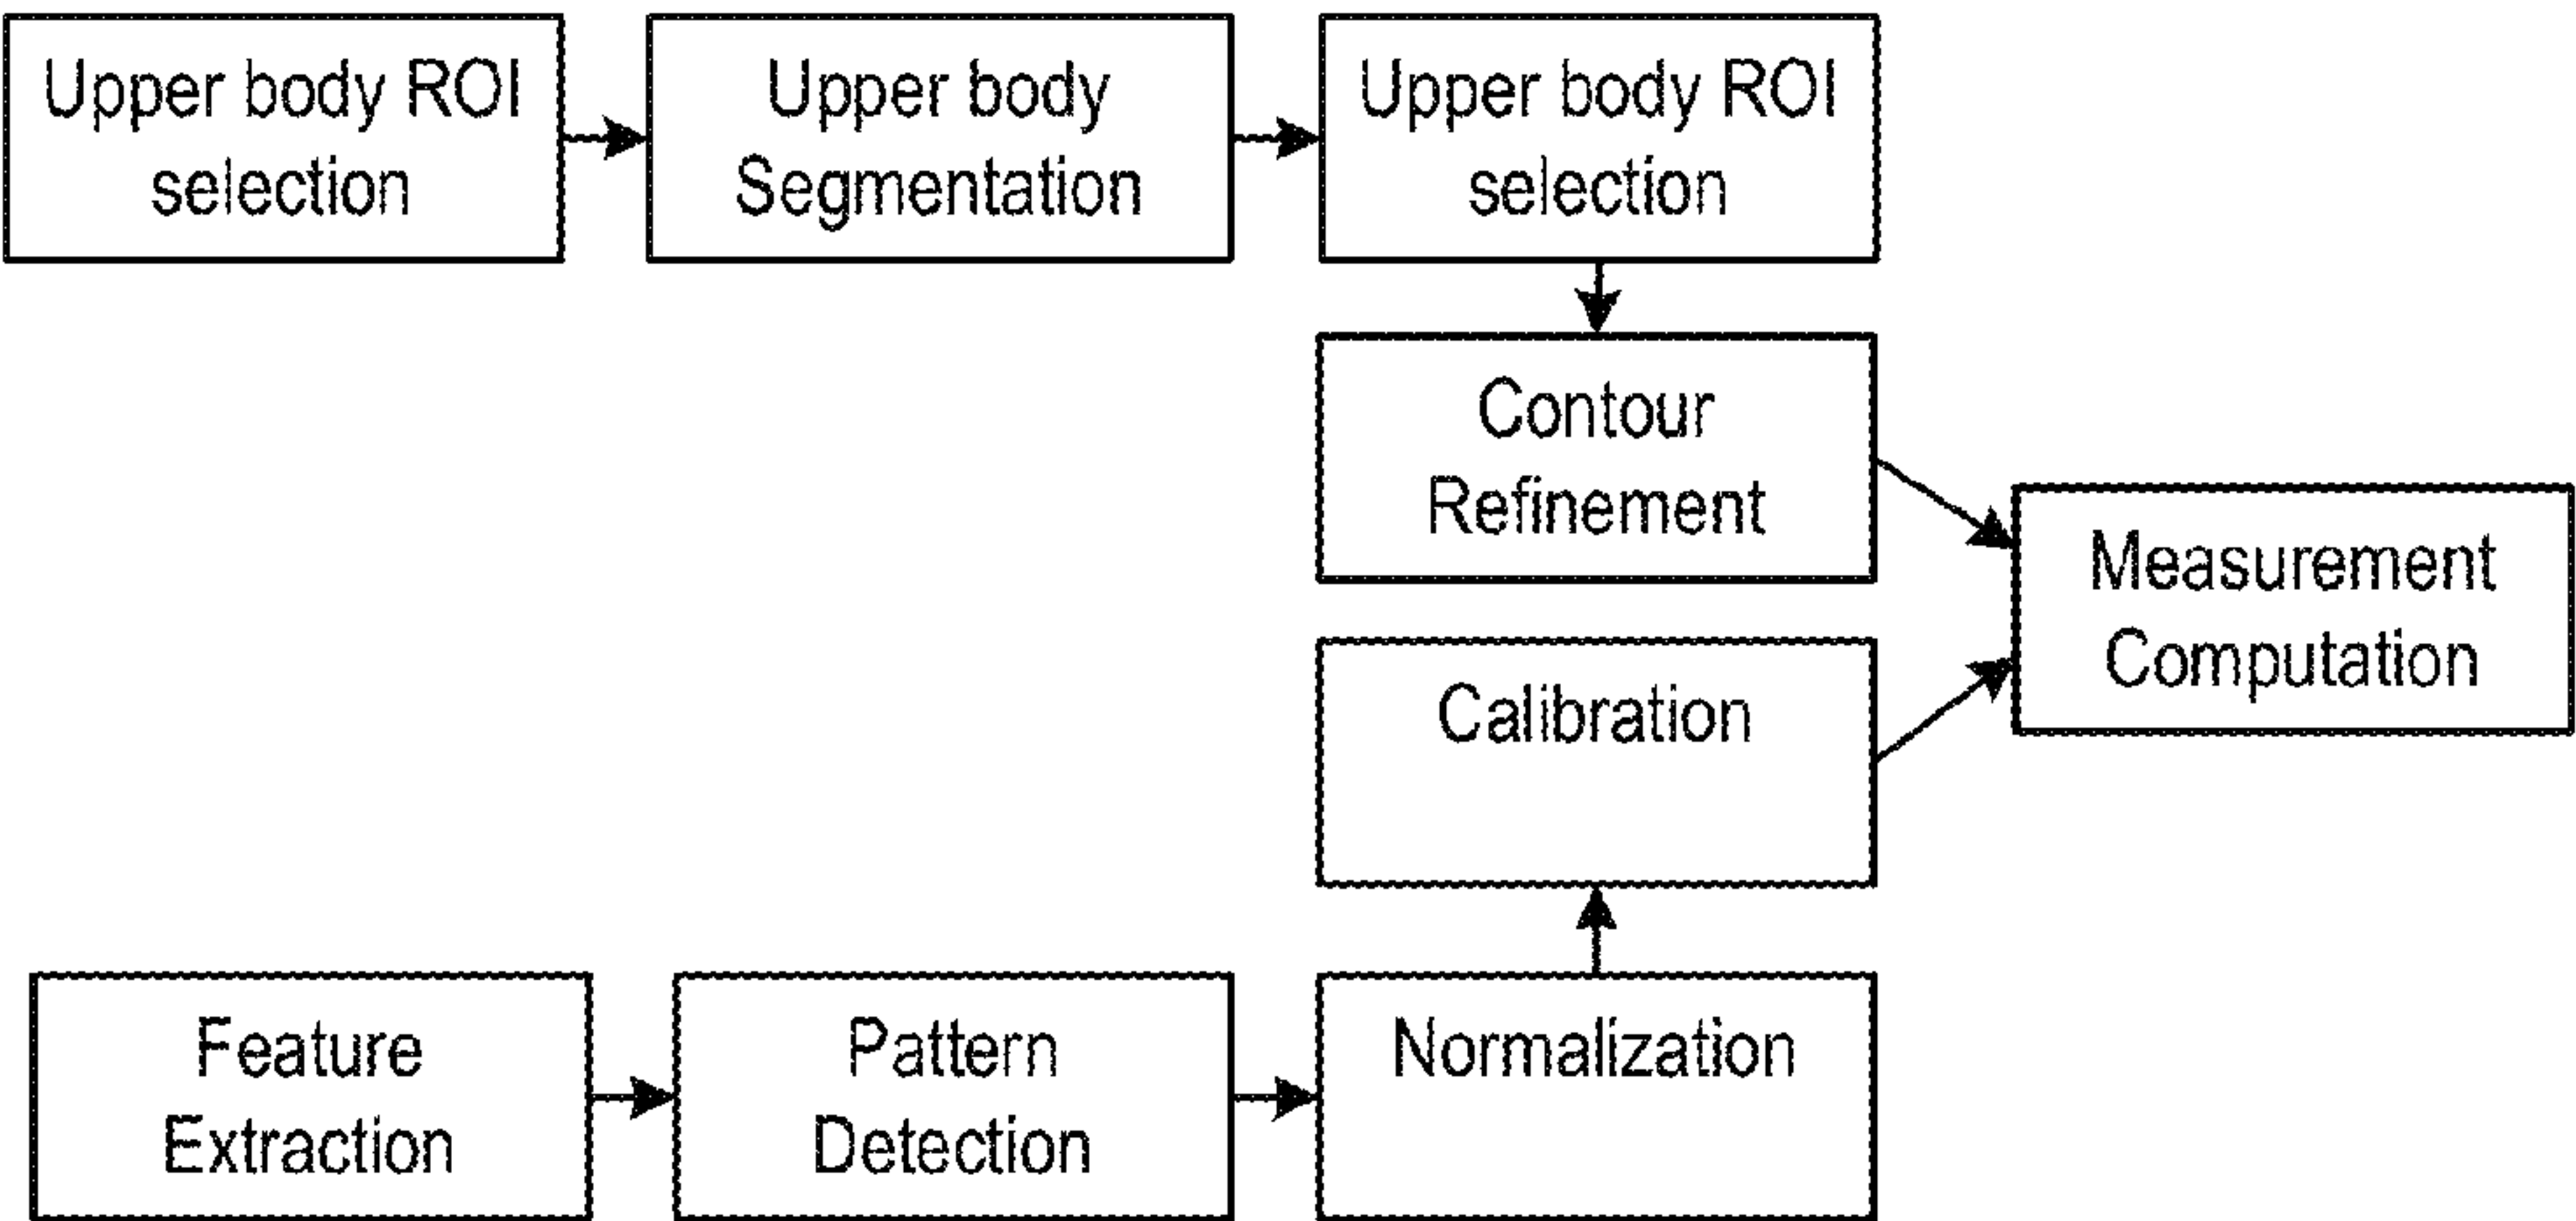 Upper body ROI
selection
Upper body
Segmentation
Upper body ROI
selection
Contour
Refinement
Measurement
Computation
Calibration
Feature
Extraction
Pattern
Detection
Normalization